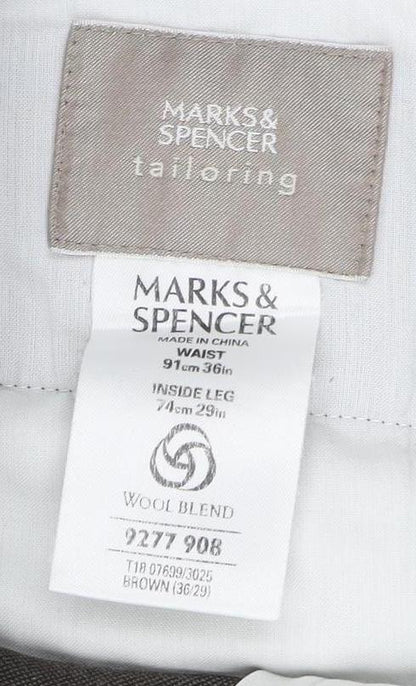 MARKS &
SPENCER
tailoring
MARKS &
SPENCER
MADE IN CHINA
WAIST
91cm 36in
INSIDE LEG
74cm 29in
WOOL BLEND
9277 908
T18 07699/3025
BROWN (36/29)